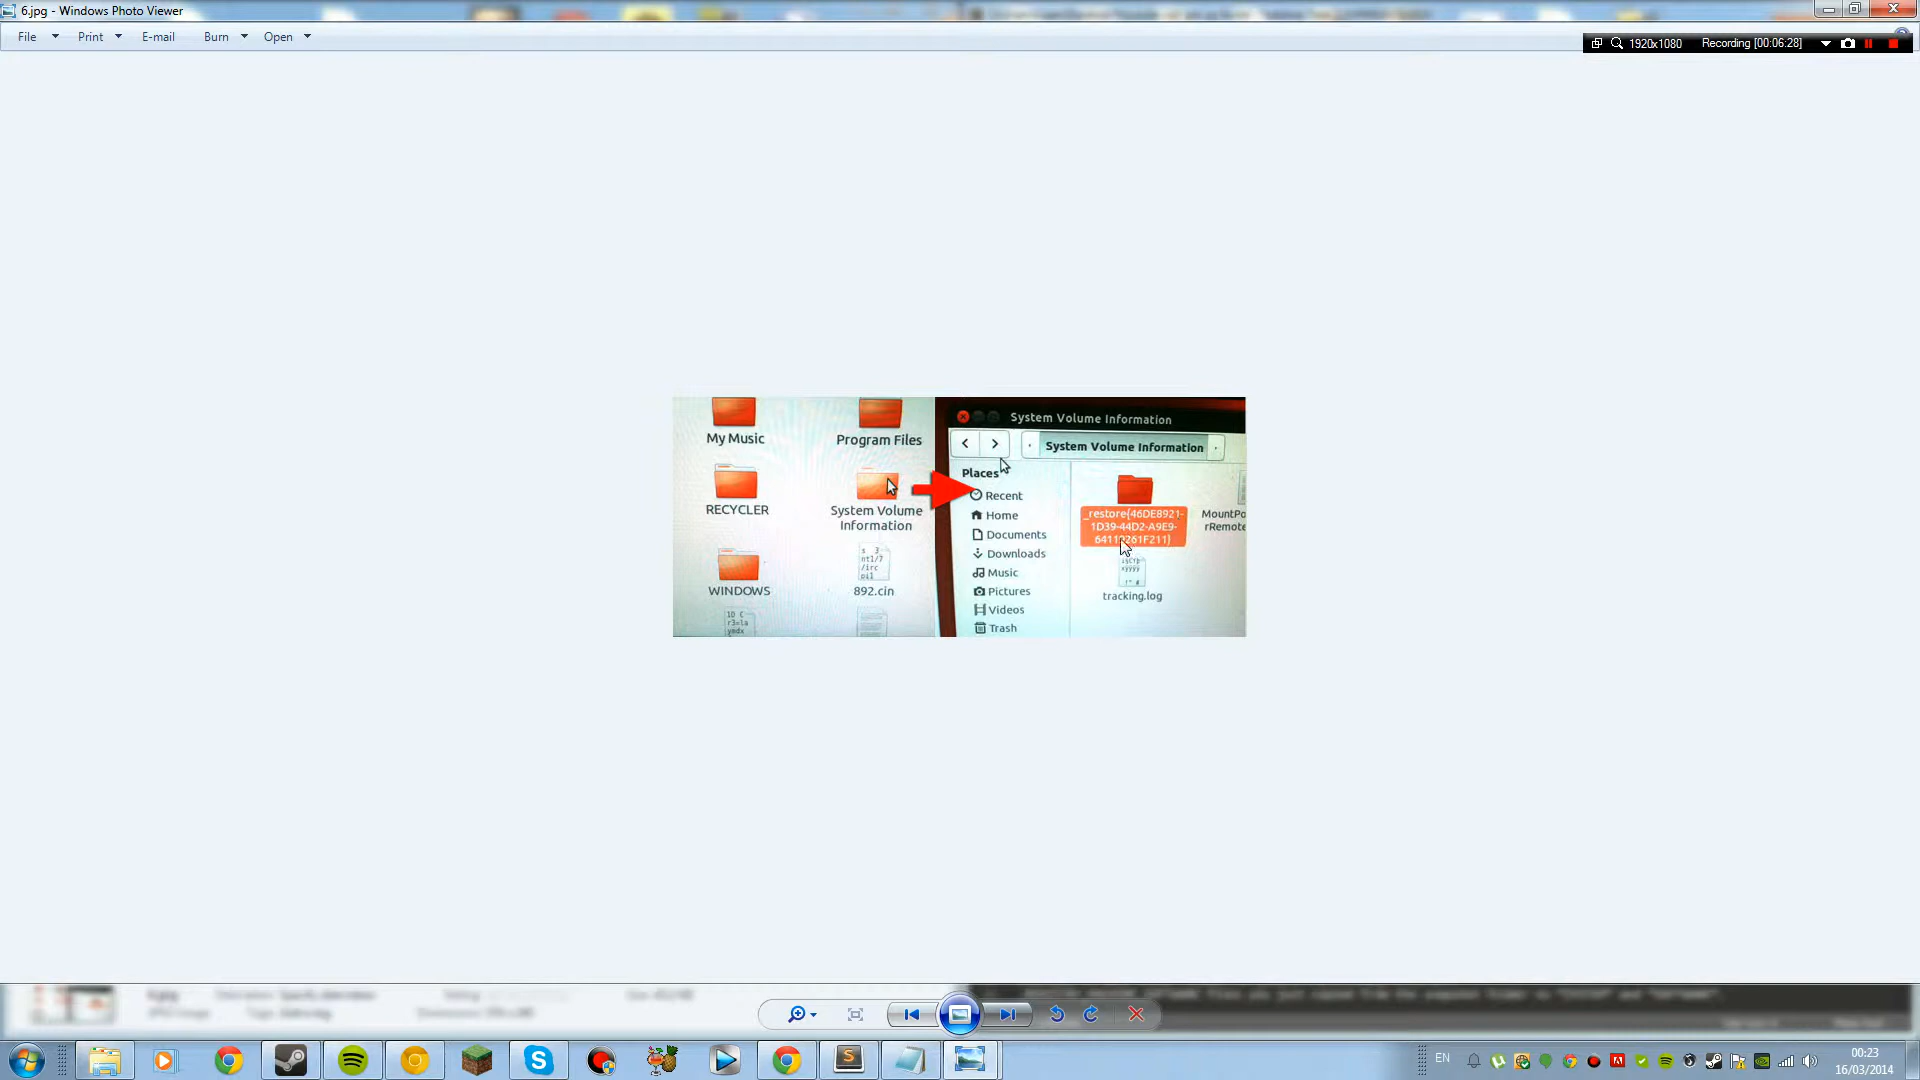 6.jpg - Windows Photo Viewer
File Print E-mail Burn Open
1920x1080 Recording [00:06:28]
My Music
Program Files
RECYCLER
System Volume
Information
WINDOWS
892.cin
System Volume Information
System Volume Information
Places
Recent
Home
Documents
Downloads
Music
Pictures
Videos
Trash
_restore{46DE8921-
1D39-44D2-A9E9-
MountPo
rRemote
tracking.log
EN
00:23
16/03/2014